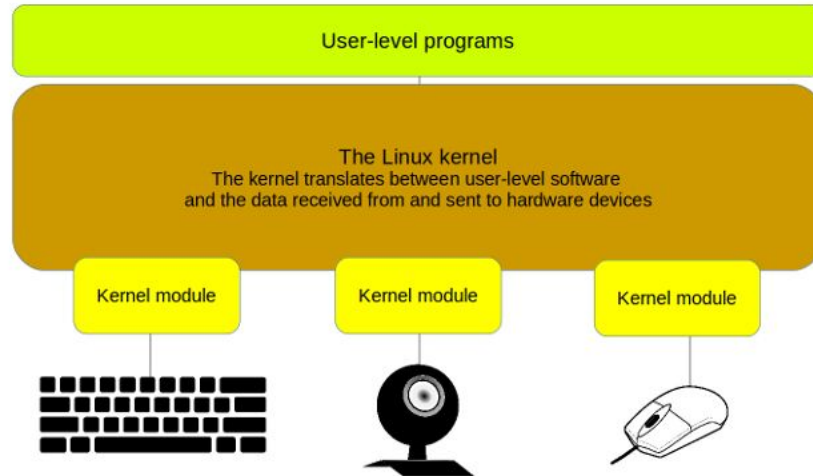 User-level programs
The Linux kernel
The kernel translates between user-level software
and the data received from and sent to hardware devices
Kernel module
Kernel module
Kernel module